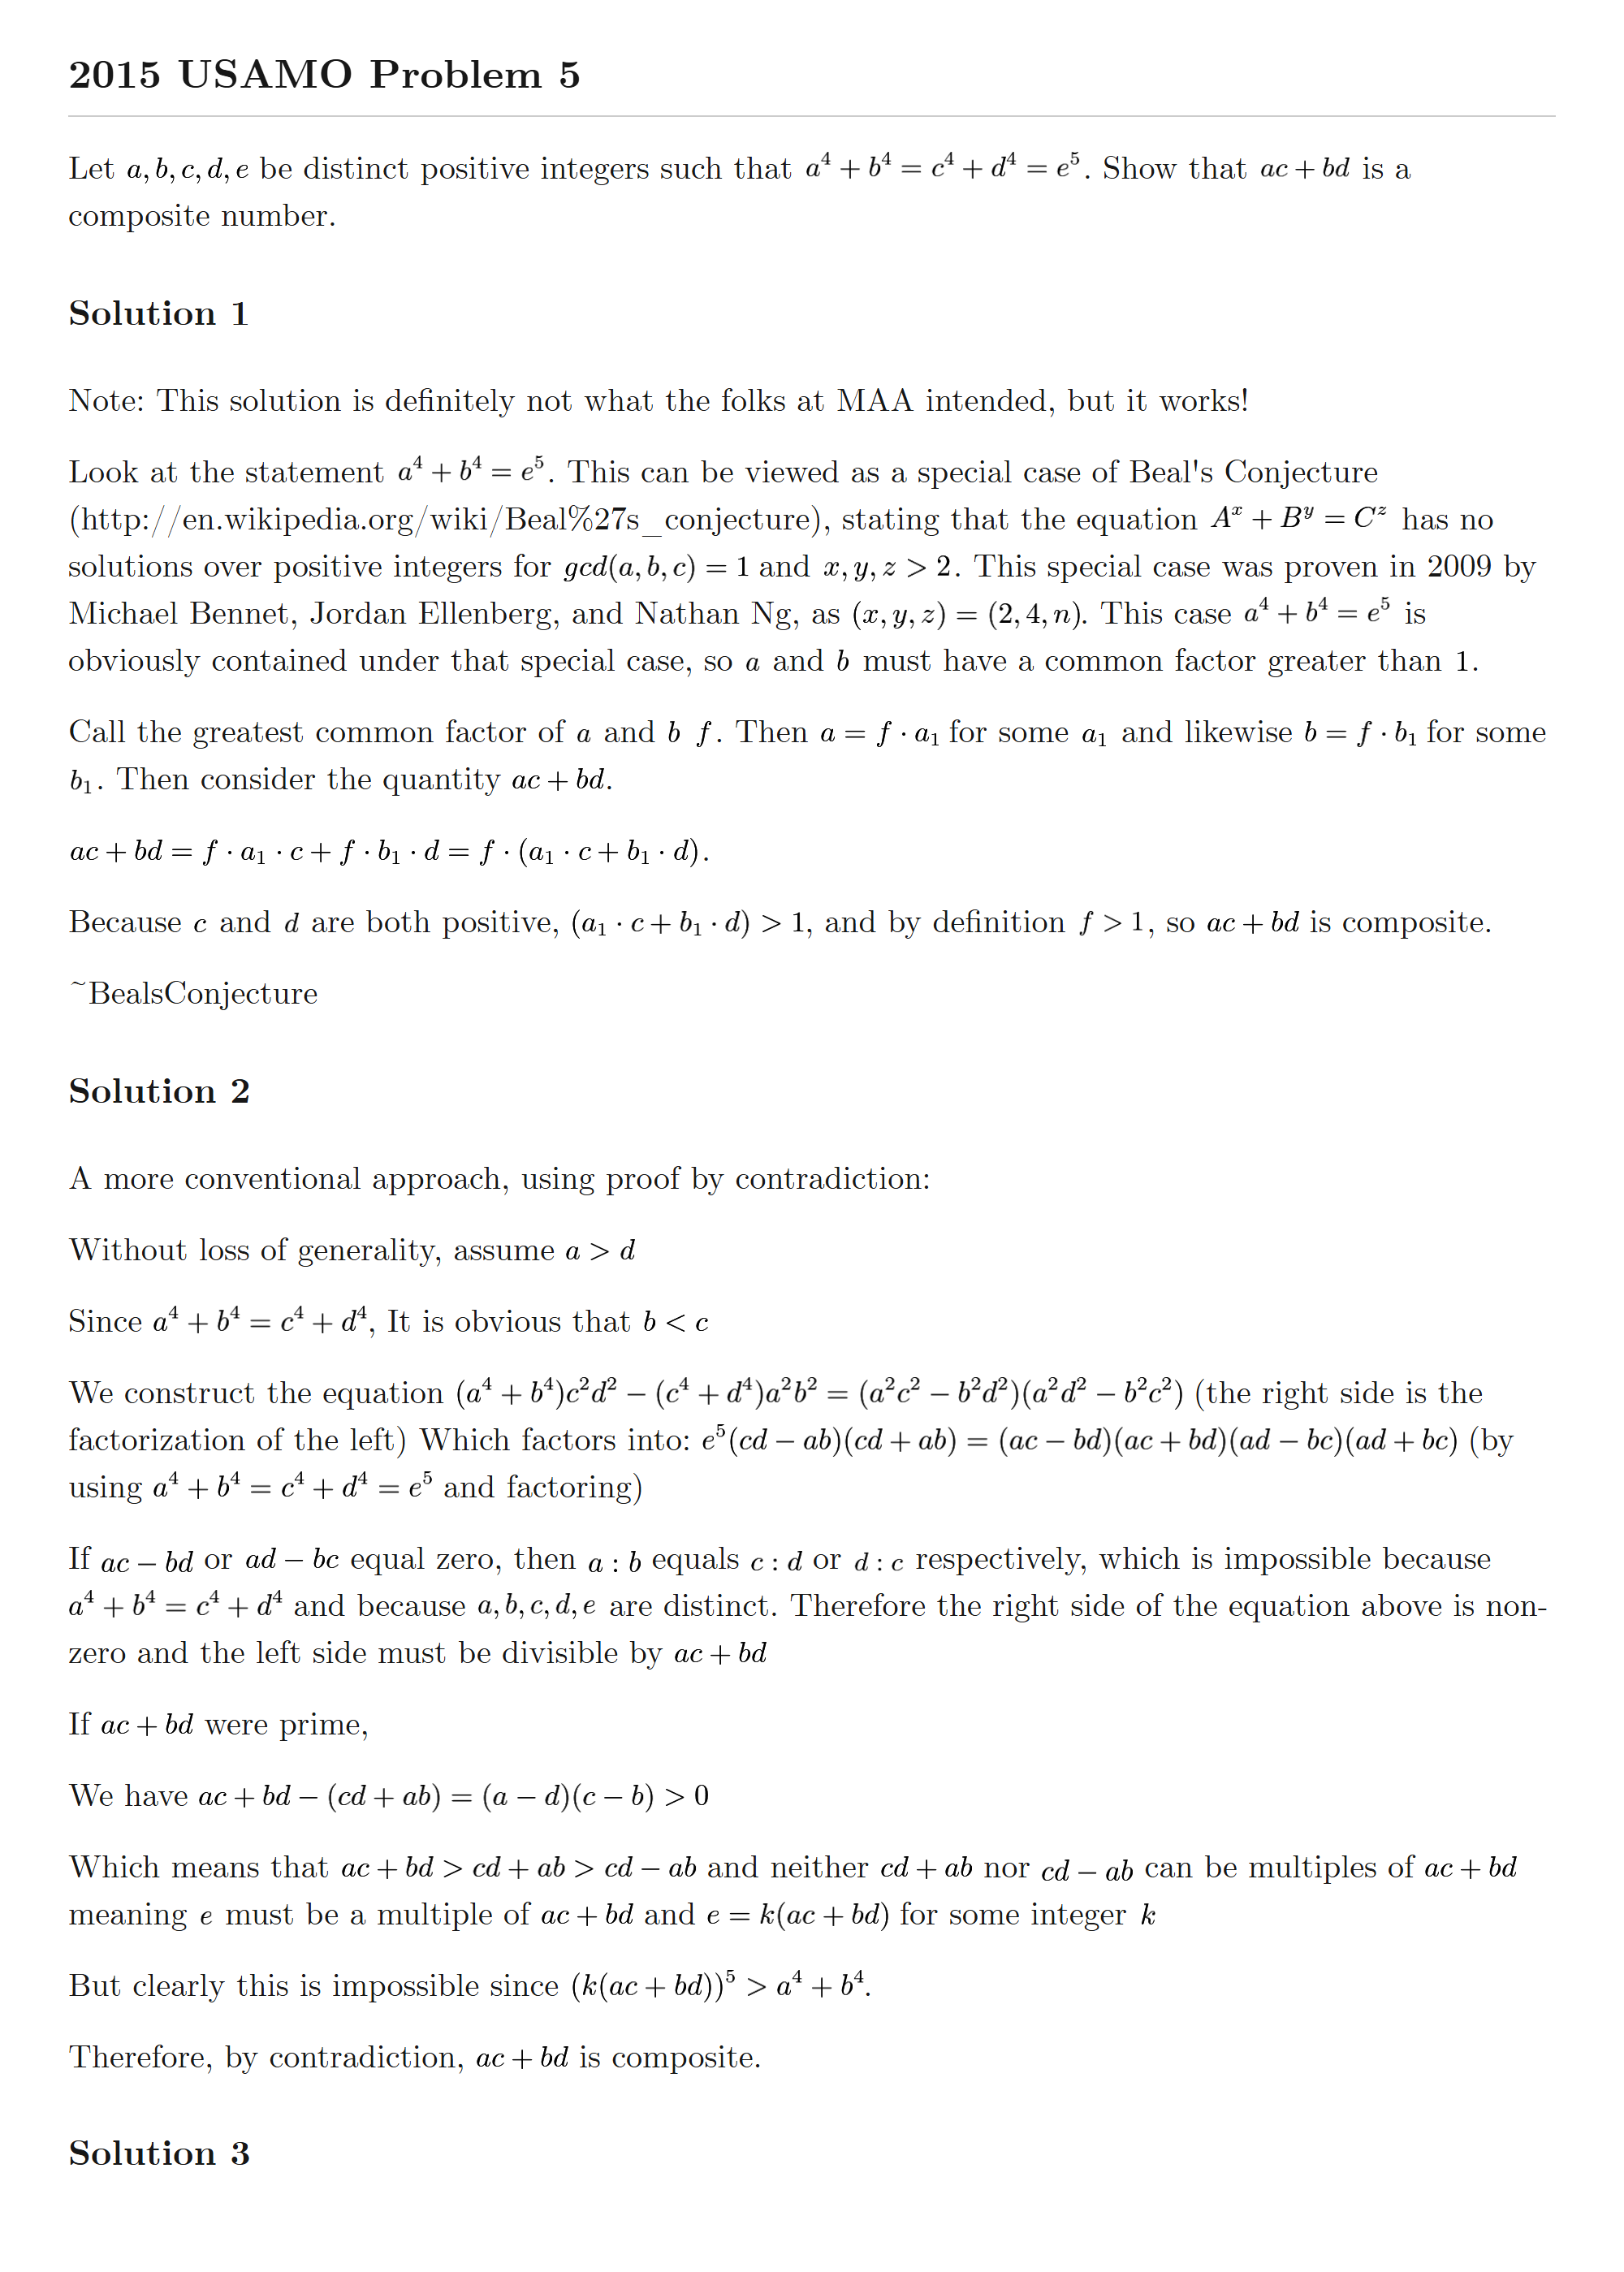 2015 USAMO Problem 5
Let $a, b, c, d, e$ be distinct positive integers such that $a^4 + b^4 = c^4 + d^4 = e^5$. Show that $ac + bd$ is a
composite number.
Solution 1
Note: This solution is definitely not what the folks at MAA intended, but it works!
Look at the statement $a^4 + b^4 = e^5$. This can be viewed as a special case of Beal's Conjecture
(http://en.wikipedia.org/wiki/Beal%27s_conjecture), stating that the equation $A^x + B^y = C^z$ has no
solutions over positive integers for $gcd(a, b, c) = 1$ and $x, y, z > 2$. This special case was proven in 2009 by
Michael Bennet, Jordan Ellenberg, and Nathan Ng, as $(x, y, z) = (2, 4, n)$. This case $a^4 + b^4 = e^5$ is
obviously contained under that special case, so $a$ and $b$ must have a common factor greater than $1$.
Call the greatest common factor of $a$ and $b$ $f$. Then $a = f \cdot a_1$ for some $a_1$ and likewise $b = f \cdot b_1$ for some
$b_1$. Then consider the quantity $ac + bd$.
$ac + bd = f \cdot a_1 \cdot c + f \cdot b_1 \cdot d = f \cdot (a_1 \cdot c + b_1 \cdot d)$.
Because $c$ and $d$ are both positive, $(a_1 \cdot c + b_1 \cdot d) > 1$, and by definition $f > 1$, so $ac + bd$ is composite.
~BealsConjecture
Solution 2
A more conventional approach, using proof by contradiction:
Without loss of generality, assume $a > d$
Since $a^4 + b^4 = c^4 + d^4$, It is obvious that $b < c$
We construct the equation $(a^4 + b^4)c^2d^2 - (c^4 + d^4)a^2b^2 = (a^2c^2 - b^2d^2)(a^2d^2 - b^2c^2)$ (the right side is the
factorization of the left) Which factors into: $e^5(cd - ab)(cd + ab) = (ac - bd)(ac + bd)(ad - bc)(ad + bc)$ (by
using $a^4 + b^4 = c^4 + d^4 = e^5$ and factoring)
If $ac - bd$ or $ad - bc$ equal zero, then $a : b$ equals $c : d$ or $d : c$ respectively, which is impossible because
$a^4 + b^4 = c^4 + d^4$ and because $a, b, c, d, e$ are distinct. Therefore the right side of the equation above is non-
zero and the left side must be divisible by $ac + bd$
If $ac + bd$ were prime,
We have $ac + bd - (cd + ab) = (a - d)(c - b) > 0$
Which means that $ac + bd > cd + ab > cd - ab$ and neither $cd + ab$ nor $cd - ab$ can be multiples of $ac + bd$
meaning $e$ must be a multiple of $ac + bd$ and $e = k(ac + bd)$ for some integer $k$
But clearly this is impossible since $(k(ac + bd))^5 > a^4 + b^4$.
Therefore, by contradiction, $ac + bd$ is composite.
Solution 3